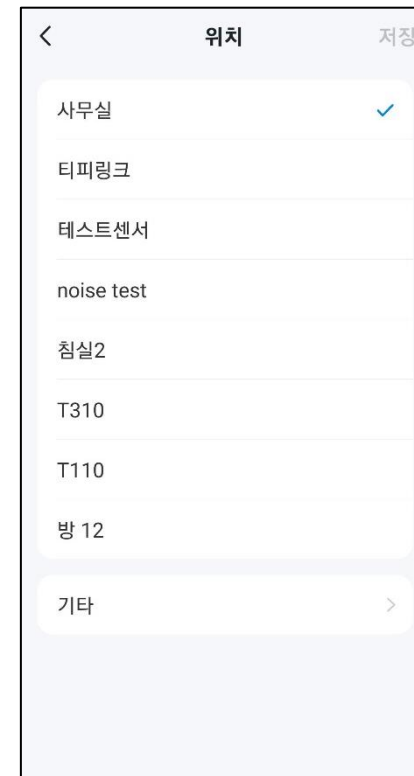 위치 저장
사무실
티피링크
테스트센서
noise test
침실2
T310
T110
방 12
기타